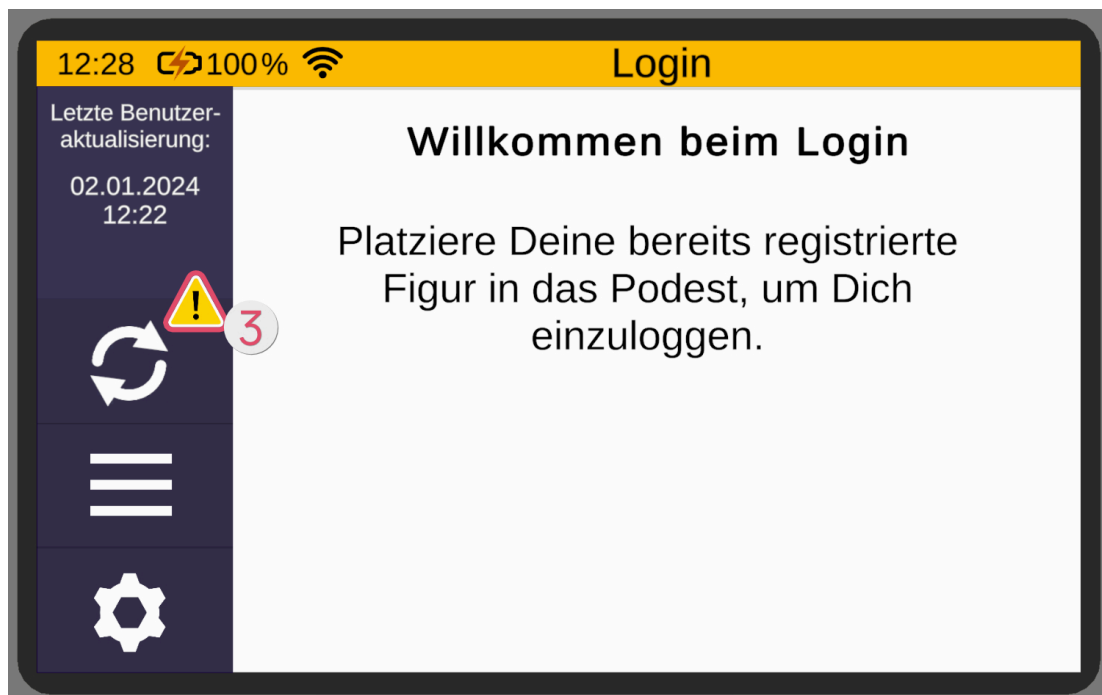 12:28 100% Login
Letzte Benutzer-
aktualisierung:
02.01.2024
12:22
!
3
Willkommen beim Login
Platziere Deine bereits registrierte
Figur in das Podest, um Dich
einzuloggen.